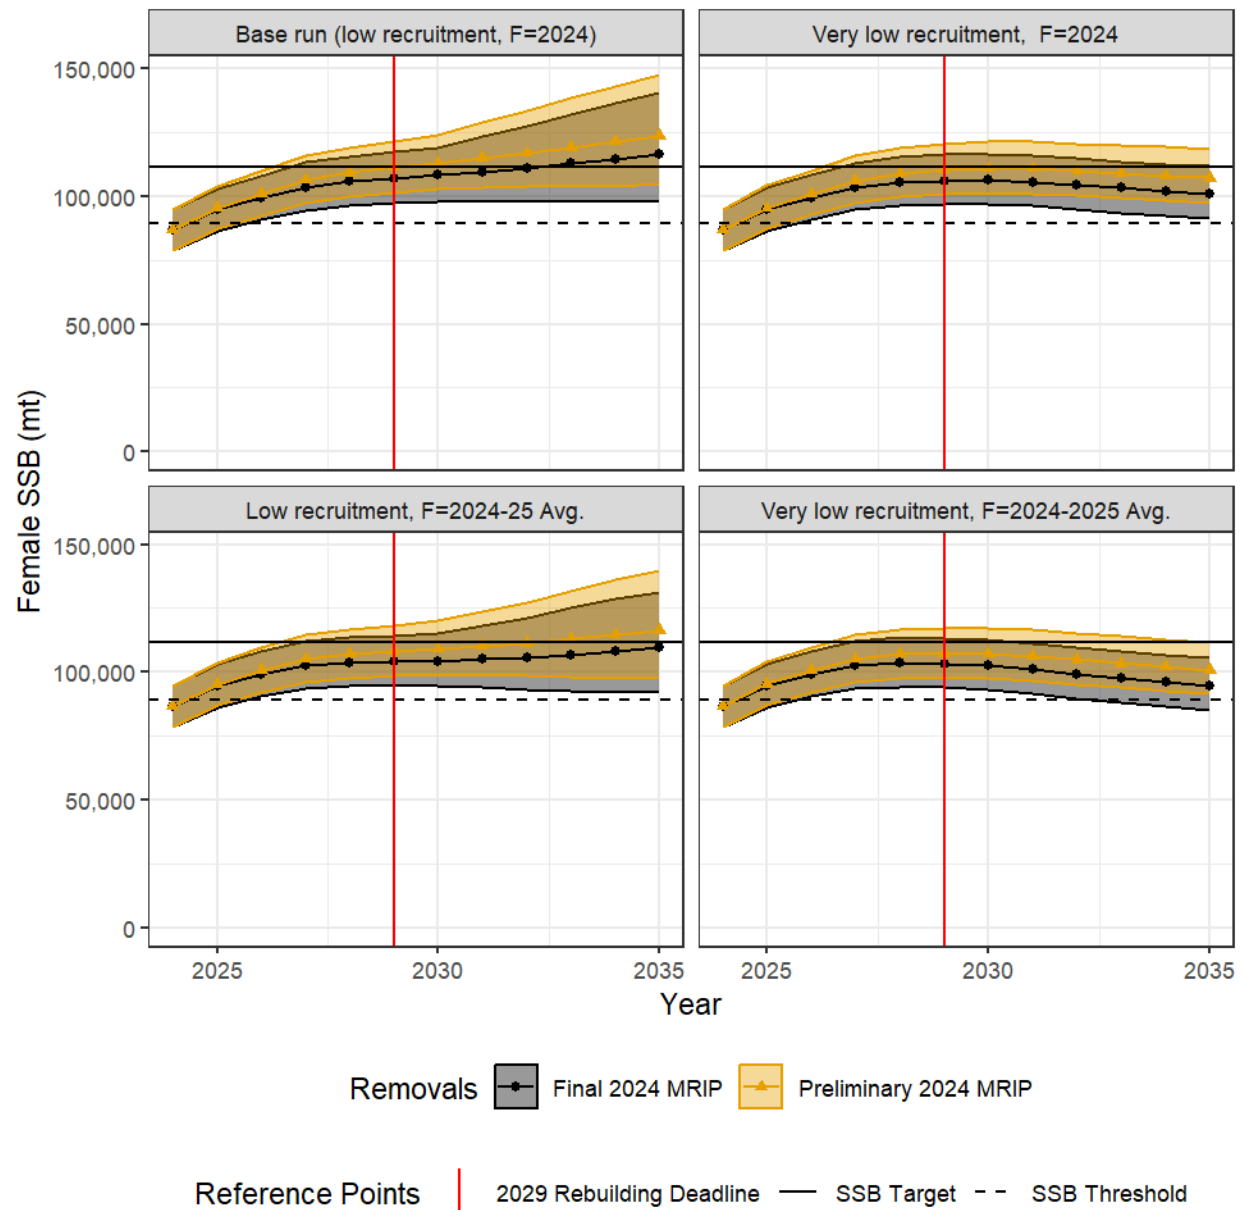 Base run (low recruitment, F=2024)
Very low recruitment,  F=2024
150,000
100,000
50,000
0
Low recruitment, F=2024-25 Avg.
Very low recruitment, F=2024-2025 Avg.
150,000
100,000
50,000
0
Female SSB (mt)
2025
2030
2035
2025
2030
2035
Year
Removals
Final 2024 MRIP
Preliminary 2024 MRIP
Reference Points
2029 Rebuilding Deadline
SSB Target
SSB Threshold